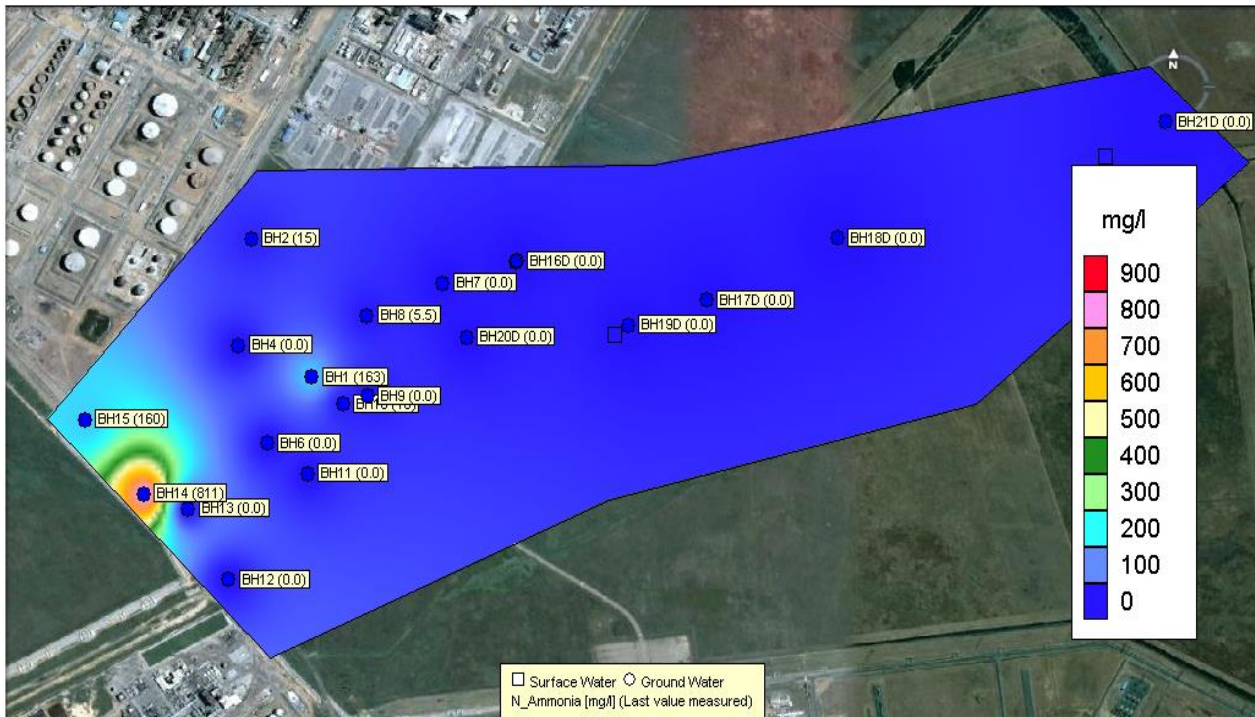 N
BH21D (0.0)
mg/l
900
800
700
600
500
400
300
200
100
0
BH2 (15)
BH18D (0.0)
BH16D (0.0)
BH7 (0.0)
BH17D (0.0)
BH8 (5.5)
BH19D (0.0)
BH20D (0.0)
BH4 (0.0)
BH1 (163)
BH9 (0.0)
BH15 (160)
BH6 (0.0)
BH11 (0.0)
BH14 (811)
BH13 (0.0)
BH12 (0.0)
Surface Water Ground Water
N_Ammonia [mg/l] (Last value measured)